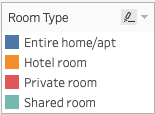 Room Type
Entire home/apt
Hotel room
Private room
Shared room